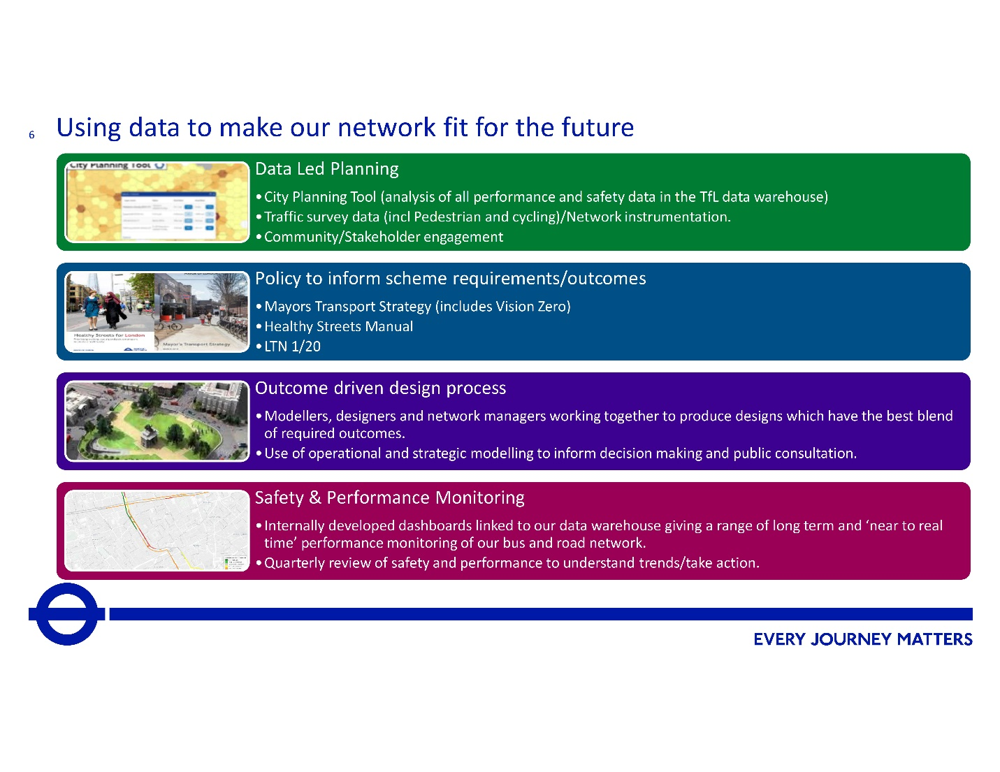 6
Using data to make our network fit for the future
City Planning Tool
Data Led Planning
•City Planning Tool (analysis of all performance and safety data in the TfL data warehouse)
•Traffic survey data (incl Pedestrian and cycling)/Network instrumentation.
•Community/Stakeholder engagement
Healthy Streets for London
Mayor's Transport Strategy
Policy to inform scheme requirements/outcomes
•Mayors Transport Strategy (includes Vision Zero)
•Healthy Streets Manual
•LTN 1/20
Outcome driven design process
•Modellers, designers and network managers working together to produce designs which have the best blend
of required outcomes.
•Use of operational and strategic modelling to inform decision making and public consultation.
Safety & Performance Monitoring
•Internally developed dashboards linked to our data warehouse giving a range of long term and ‘near to real
time’ performance monitoring of our bus and road network.
•Quarterly review of safety and performance to understand trends/take action.
EVERY JOURNEY MATTERS